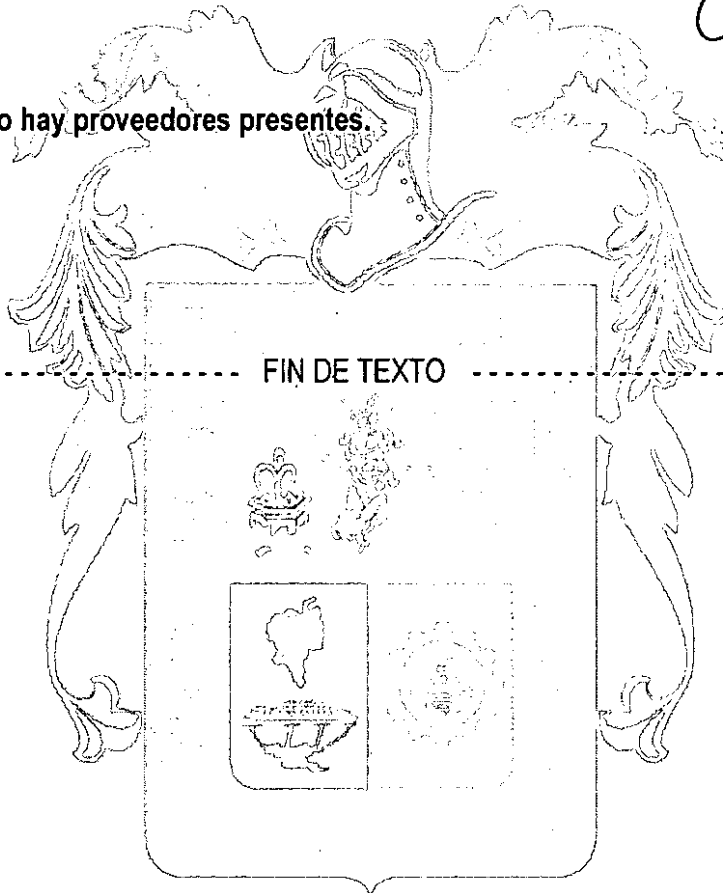 o hay proveedores presentes.
- - - - - - - - - - - - - - FIN DE TEXTO - - - - - - - - - - - - - -